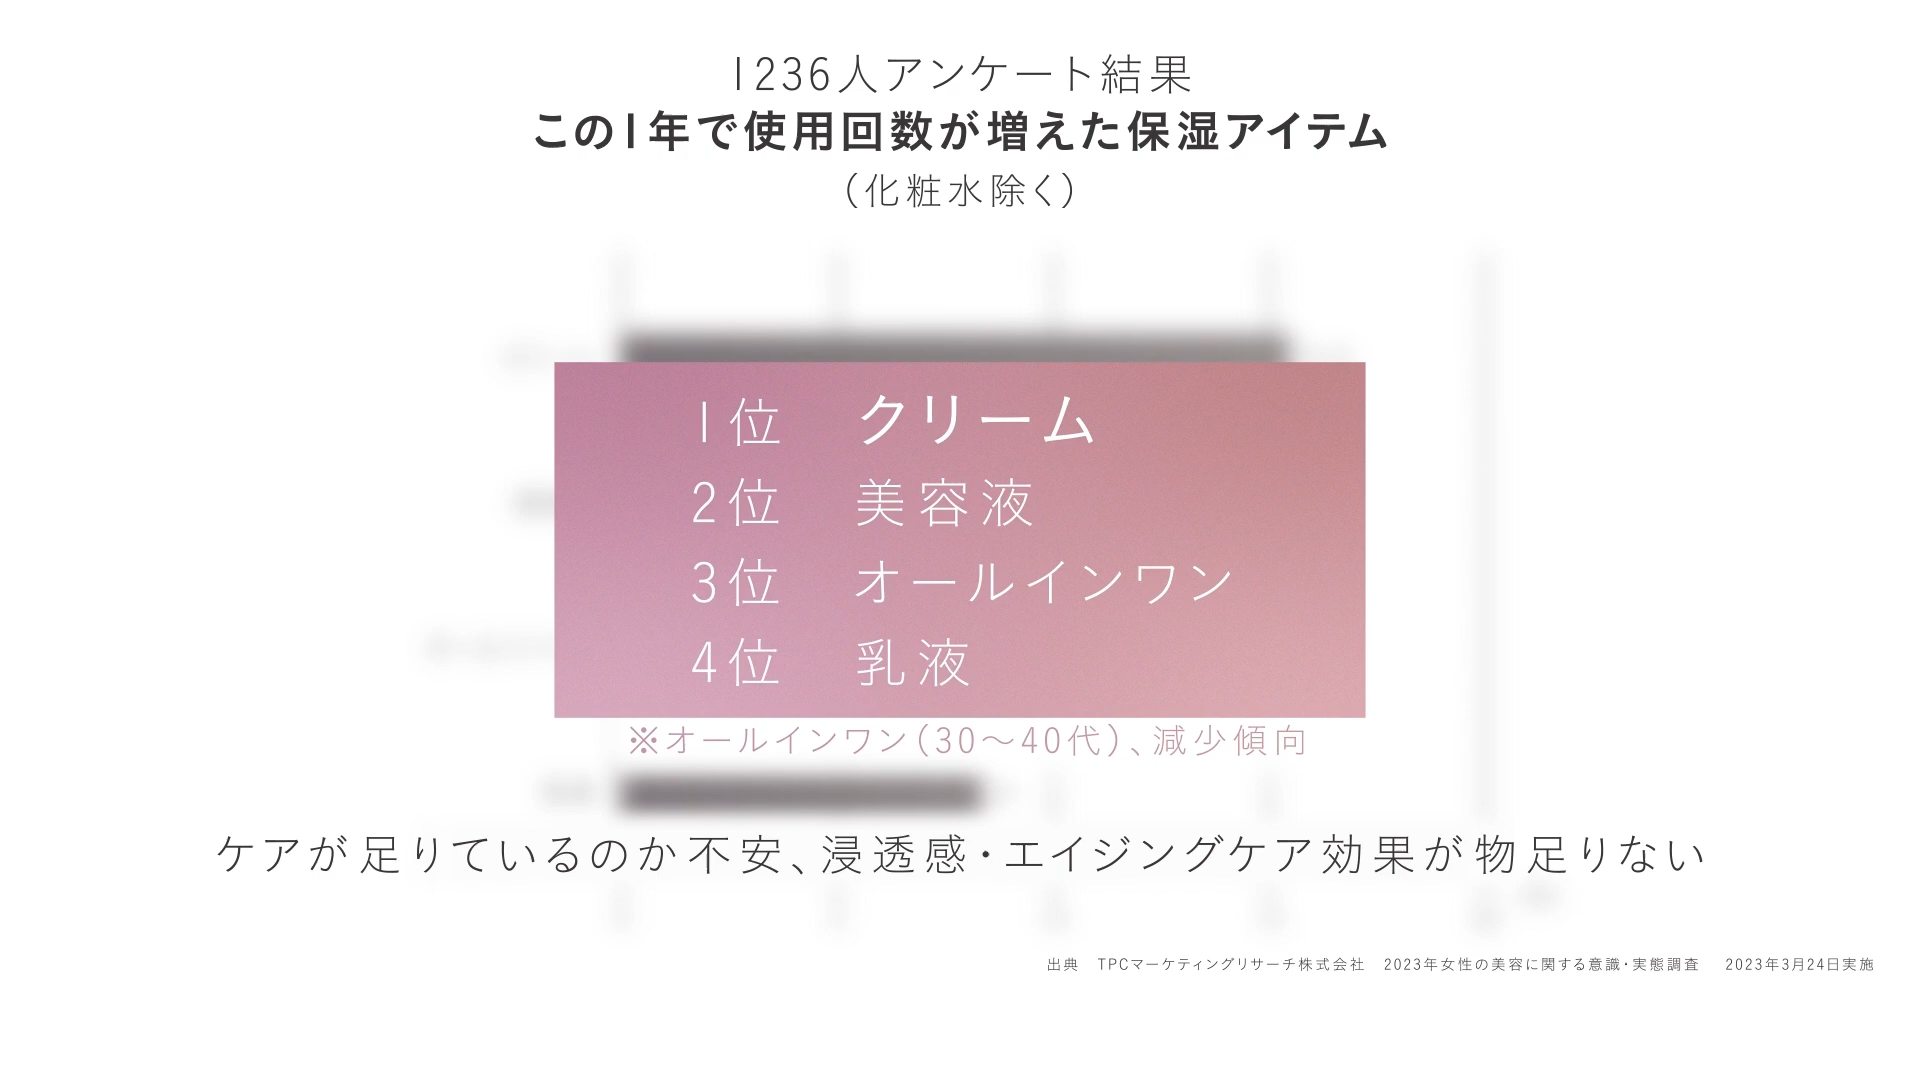 1236人アンケート結果
この1年で使用回数が増えた保湿アイテム
（化粧水除く）
1位 クリーム
2位 美容液
3位 オールインワン
4位 乳液
※オールインワン（30〜40代）、減少傾向
ケアが足りているのか不安、浸透感・エイジングケア効果が物足りない
出典 TPCマーケティングリサーチ株式会社 2023年女性の美容に関する意識・実態調査 2023年3月24日実施